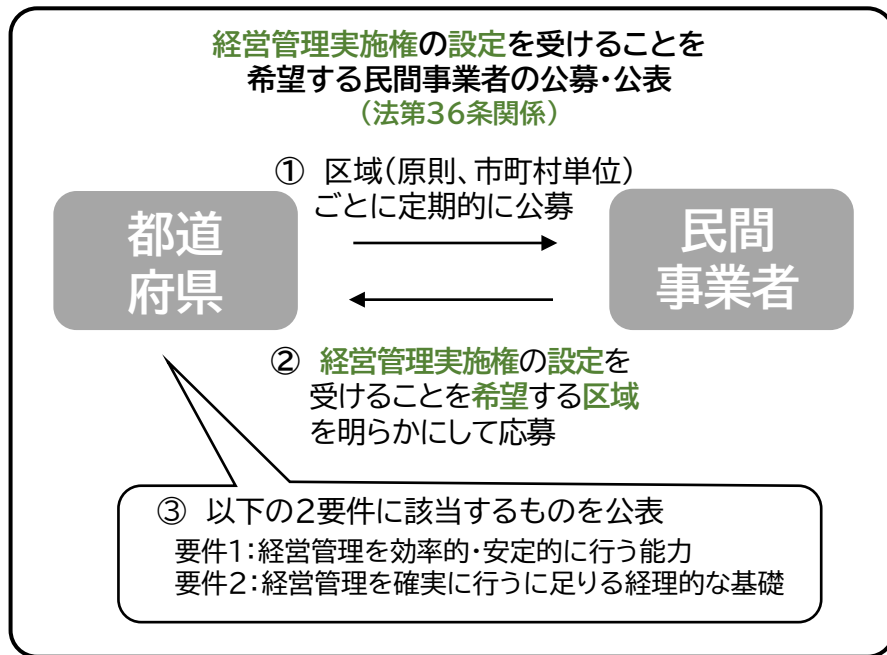 経営管理実施権の設定を受けることを
希望する民間事業者の公募・公表
(法第36条関係)
① 区域(原則、市町村単位)
ごとに定期的に公募
都道
府県
民間
事業者
② 経営管理実施権の設定を
受けることを希望する区域
を明らかにして応募
③ 以下の2要件に該当するものを公表
要件1:経営管理を効率的・安定的に行う能力
要件2:経営管理を確実に行うに足りる経理的な基礎